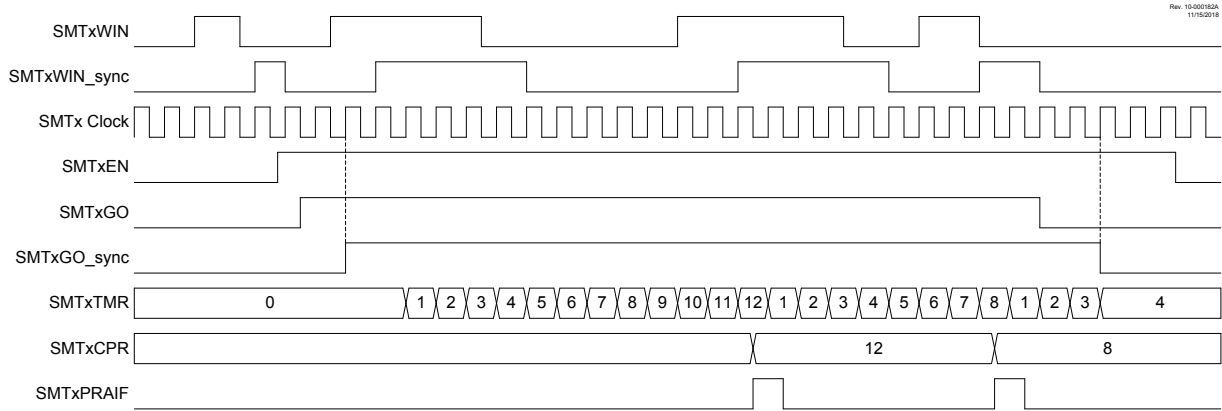 Rev. 10-000182A
11/15/2018
SMTxWIN
SMTxWIN_sync
SMTx Clock
SMTxEN
SMTxGO
SMTxGO_sync
SMTxTMR 0 1 2 3 4 5 6 7 8 9 10 11 12 1 2 3 4 5 6 7 8 1 2 3 4
SMTxCPR 12 8
SMTxPRAIF